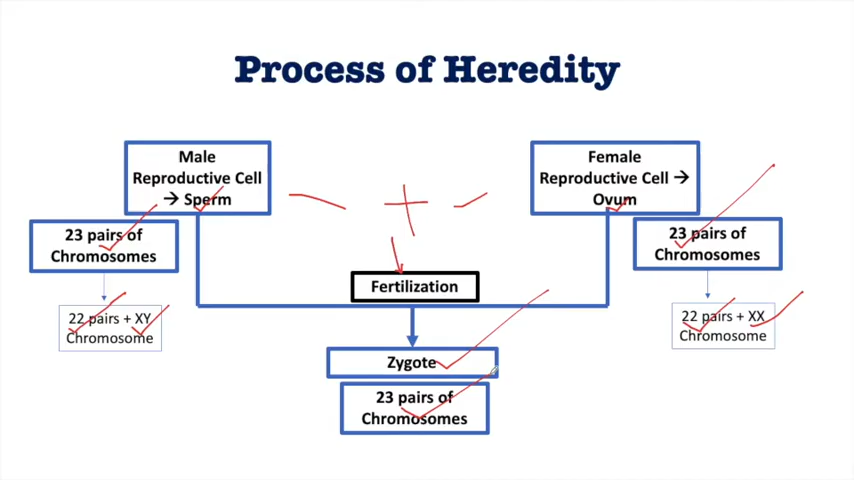 Process of Heredity
Male
Reproductive Cell
→ Sperm
Female
Reproductive Cell →
Ovum
23 pairs of
Chromosomes
23 pairs of
Chromosomes
Fertilization
22 pairs + XY
Chromosome
22 pairs + XX
Chromosome
Zygote
23 pairs of
Chromosomes